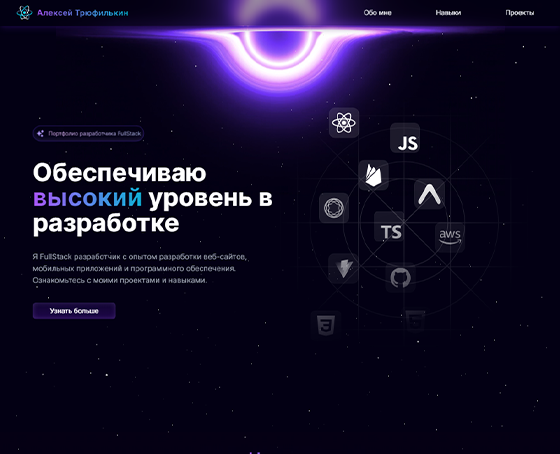 Алексей Трюфилькин
Обо мне
Навыки
Проекты
Портфолио разработчика FullStack
Обеспечиваю
высокий уровень в
разработке
Я FullStack разработчик с опытом разработки веб-сайтов,
мобильных приложений и программного обеспечения.
Ознакомьтесь с моими проектами и навыками.
Узнать больше
JS
TS
aws